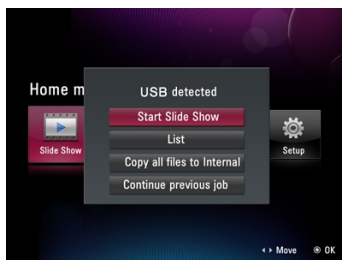 Home m
USB detected
Start Slide Show
List
Copy all files to Internal
Continue previous job
Slide Show
Setup
Move
OK